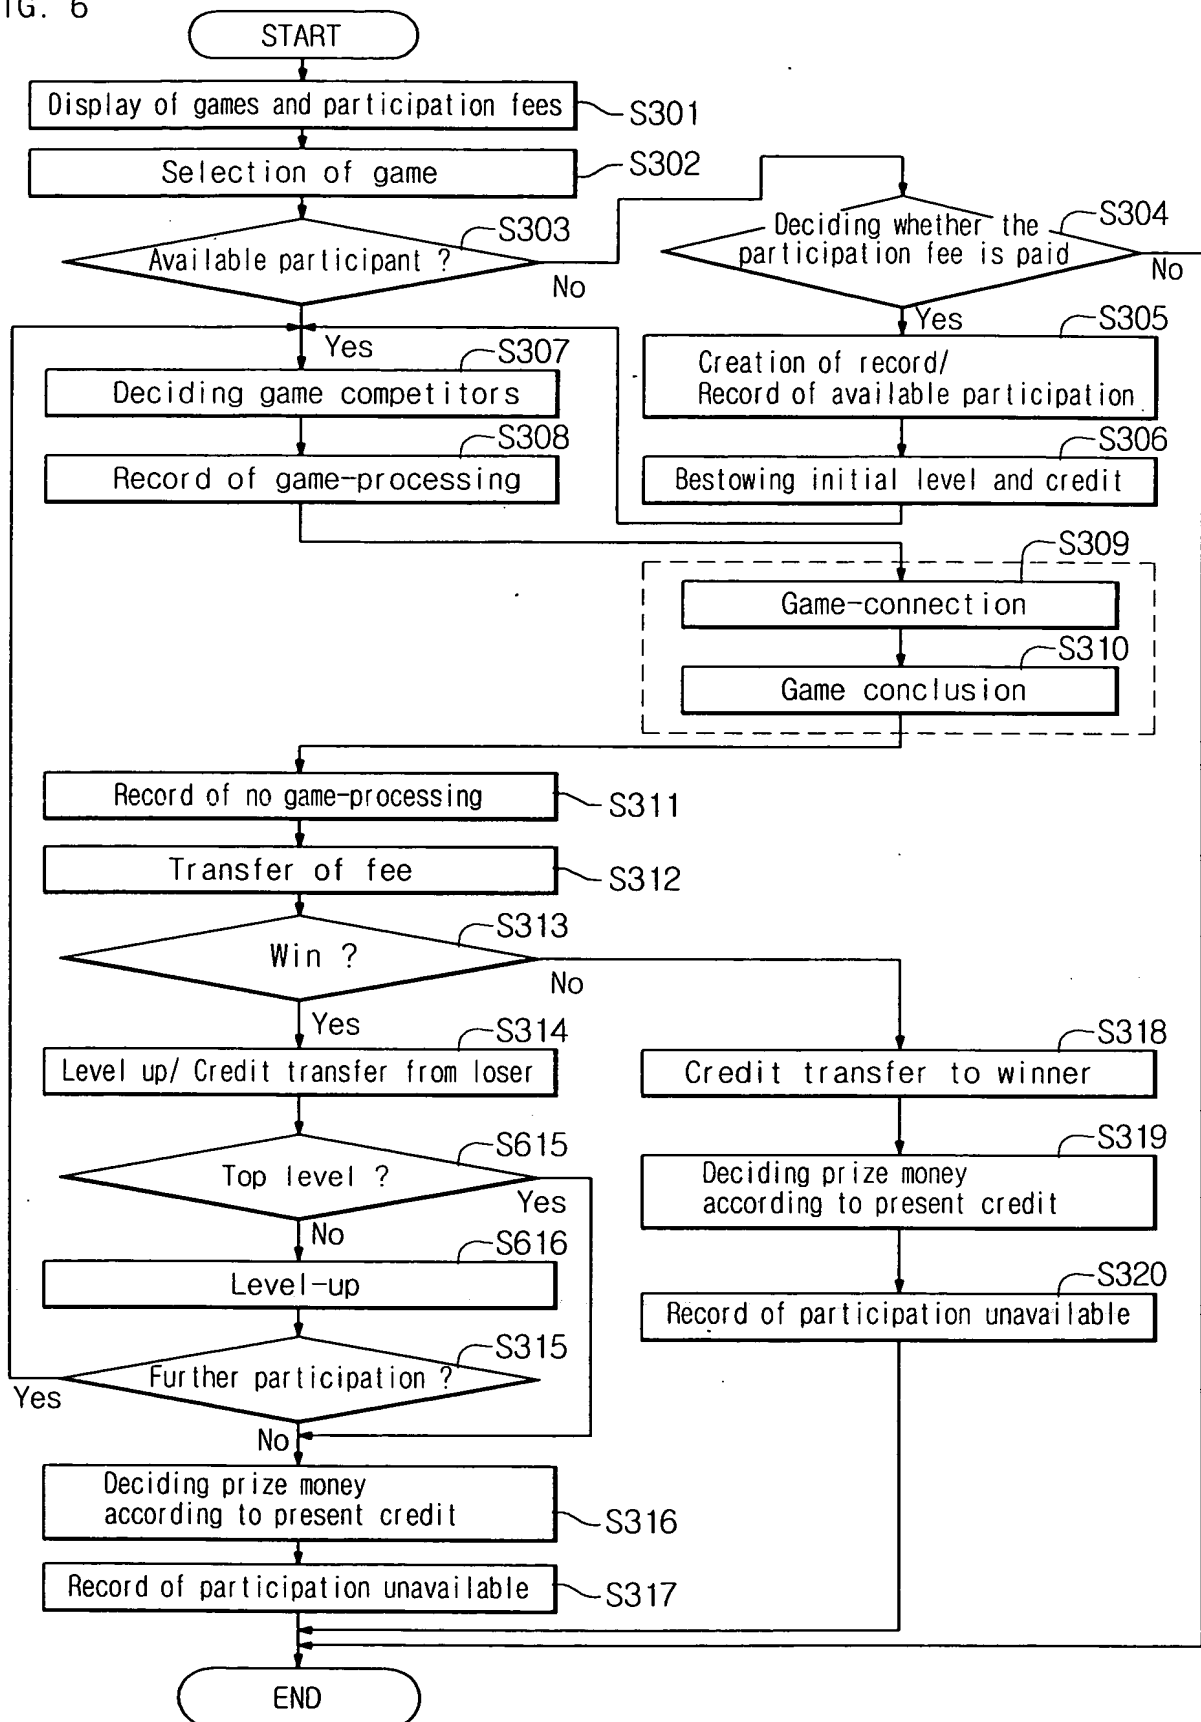 IG. 6
START
Display of games and participation fees
S301
Selection of game
S302
Available participant ?
S303
No
Deciding whether the
participation fee is paid
S304
No
Yes
Yes
Creation of record/
Record of available participation
S305
Deciding game competitors
S307
Bestowing initial level and credit
S306
Record of game-processing
S308
Game-connection
S309
Game conclusion
S310
Record of no game-processing
S311
Transfer of fee
S312
Win ?
S313
No
Yes
Level up/ Credit transfer from loser
S314
Credit transfer to winner
S318
Top level ?
S615
Yes
No
Deciding prize money
according to present credit
S319
Level-up
S616
Record of participation unavailable
S320
Further participation ?
S315
Yes
No
Deciding prize money
according to present credit
S316
Record of participation unavailable
S317
END